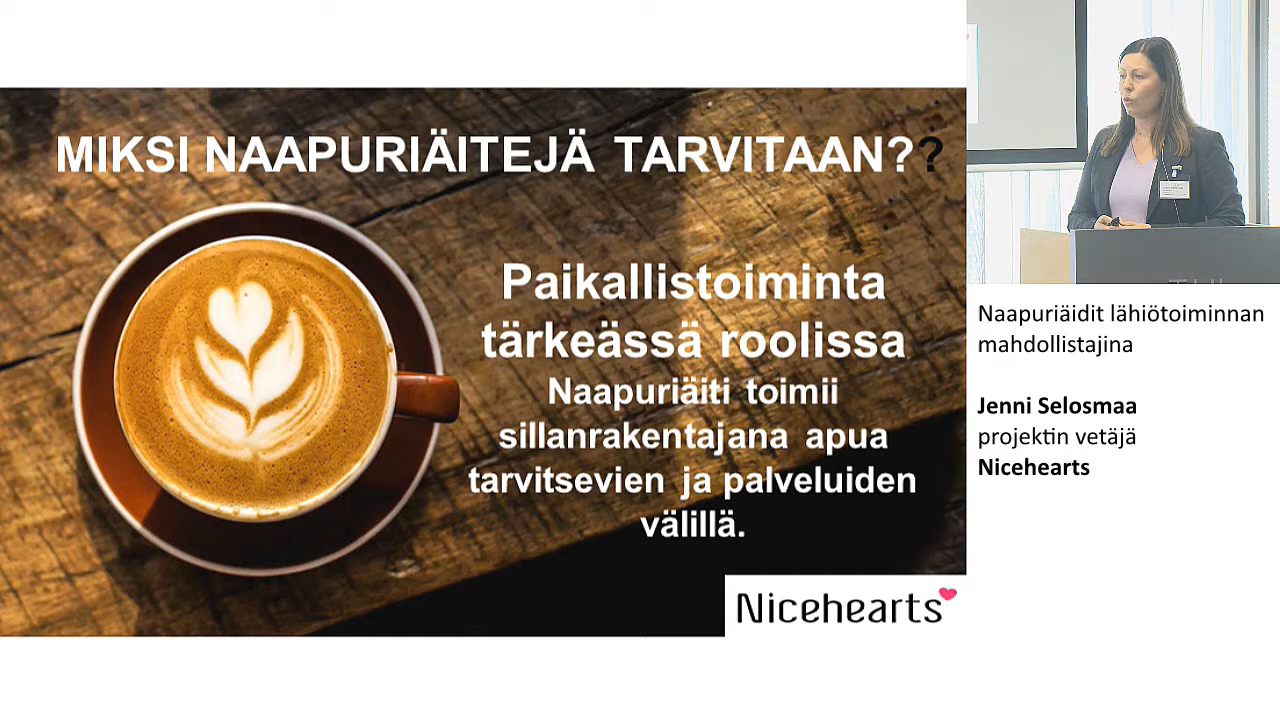 MIKSI NAAPURIÄITEJÄ TARVITAAN??
Paikallistoiminta
tärkeässä roolissa
Naapuriäiti toimii
sillanrakentajana apua
tarvitsevien ja palveluiden
välillä.
Nicehearts
Naapuriäidit lähiötoiminnan
mahdollistajina
Jenni Selosmaa
projektin vetäjä
Nicehearts